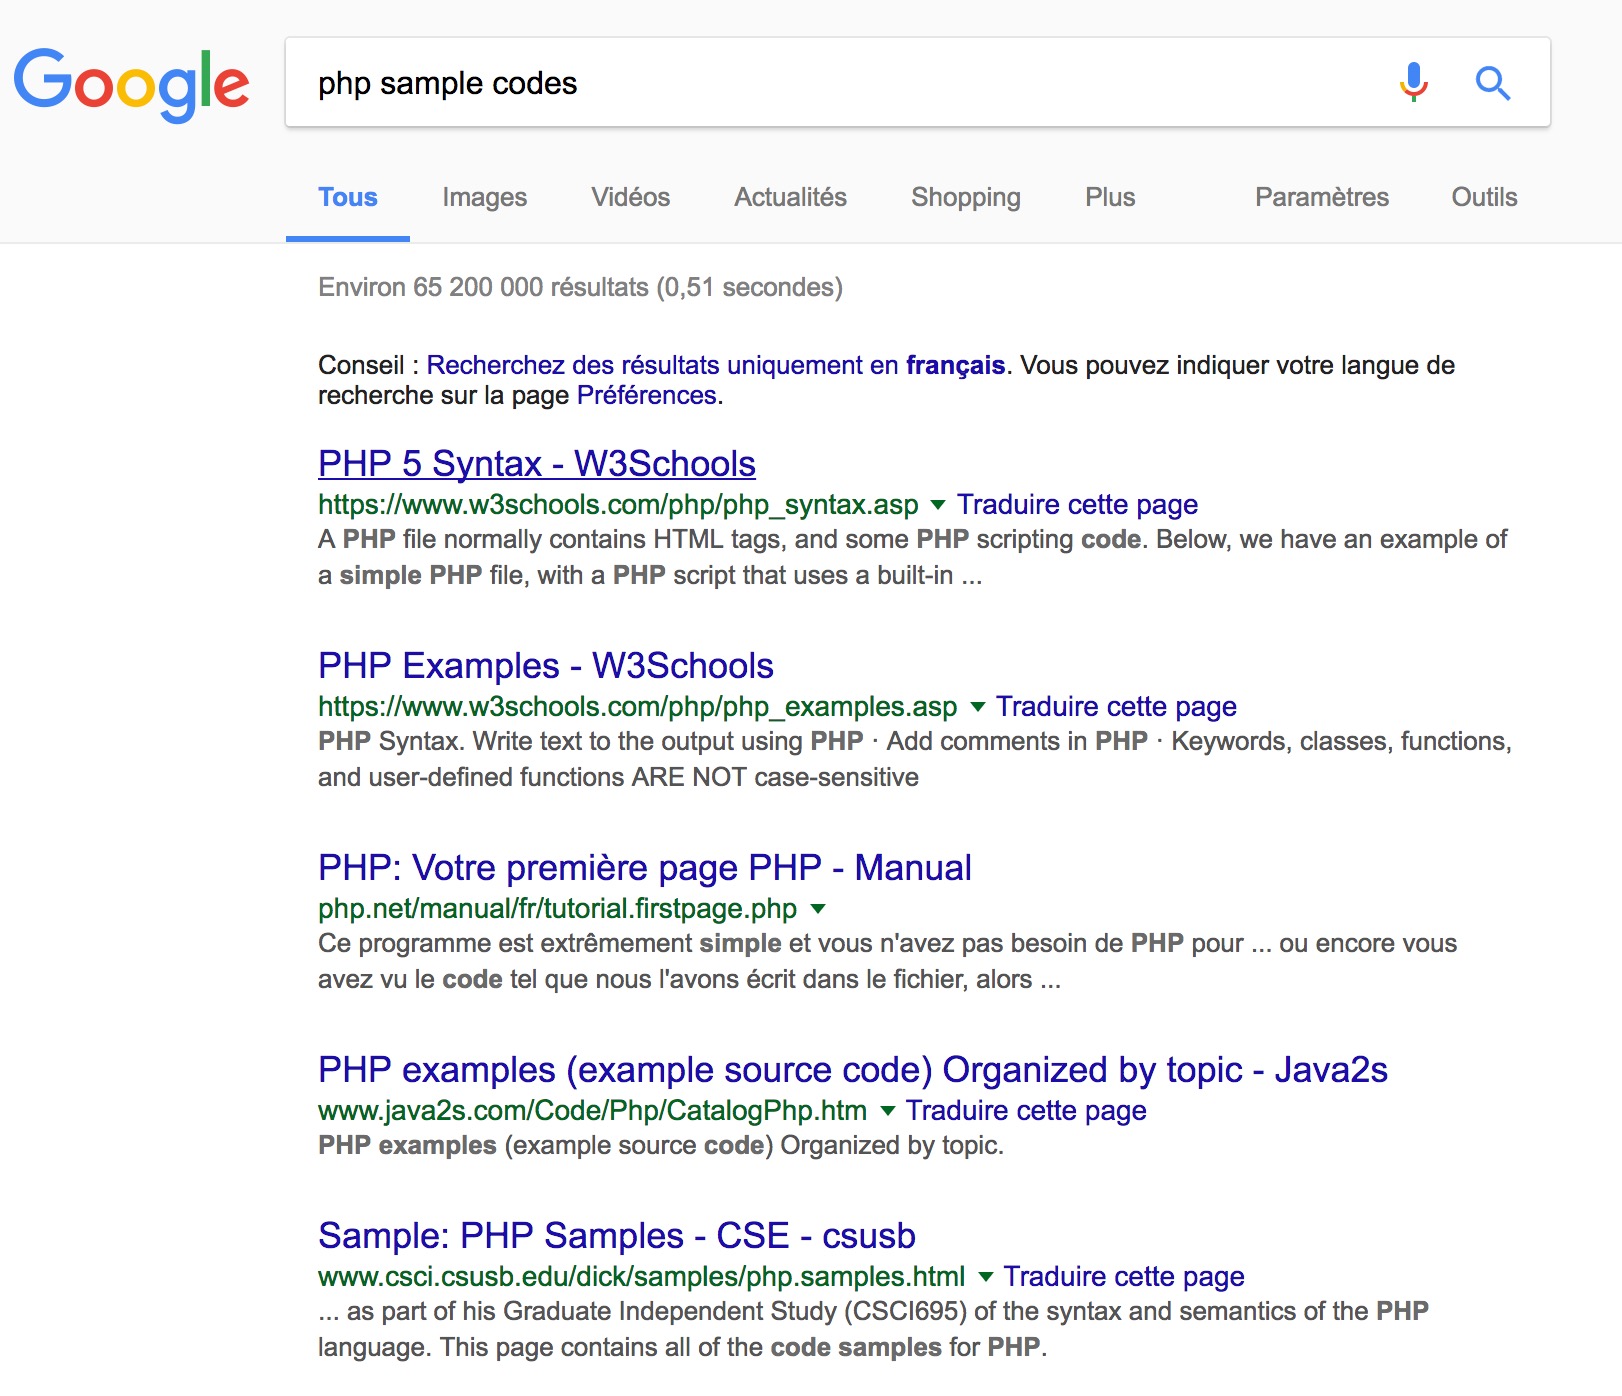 Google
php sample codes
Tous Images Vidéos Actualités Shopping Plus Paramètres Outils
Environ 65 200 000 résultats (0,51 secondes)
Conseil : Recherchez des résultats uniquement en français. Vous pouvez indiquer votre langue de
recherche sur la page Préférences.
PHP 5 Syntax - W3Schools
https://www.w3schools.com/php/php_syntax.asp ▼ Traduire cette page
A PHP file normally contains HTML tags, and some PHP scripting code. Below, we have an example of
a simple PHP file, with a PHP script that uses a built-in ...
PHP Examples - W3Schools
https://www.w3schools.com/php/php_examples.asp ▼ Traduire cette page
PHP Syntax. Write text to the output using PHP · Add comments in PHP · Keywords, classes, functions,
and user-defined functions ARE NOT case-sensitive
PHP: Votre première page PHP - Manual
php.net/manual/fr/tutorial.firstpage.php ▼
Ce programme est extrêmement simple et vous n'avez pas besoin de PHP pour ... ou encore vous
avez vu le code tel que nous l'avons écrit dans le fichier, alors ...
PHP examples (example source code) Organized by topic - Java2s
www.java2s.com/Code/Php/CatalogPhp.htm ▼ Traduire cette page
PHP examples (example source code) Organized by topic.
Sample: PHP Samples - CSE - csusb
www.csci.csusb.edu/dick/samples/php.samples.html ▼ Traduire cette page
... as part of his Graduate Independent Study (CSCI695) of the syntax and semantics of the PHP
language. This page contains all of the code samples for PHP.